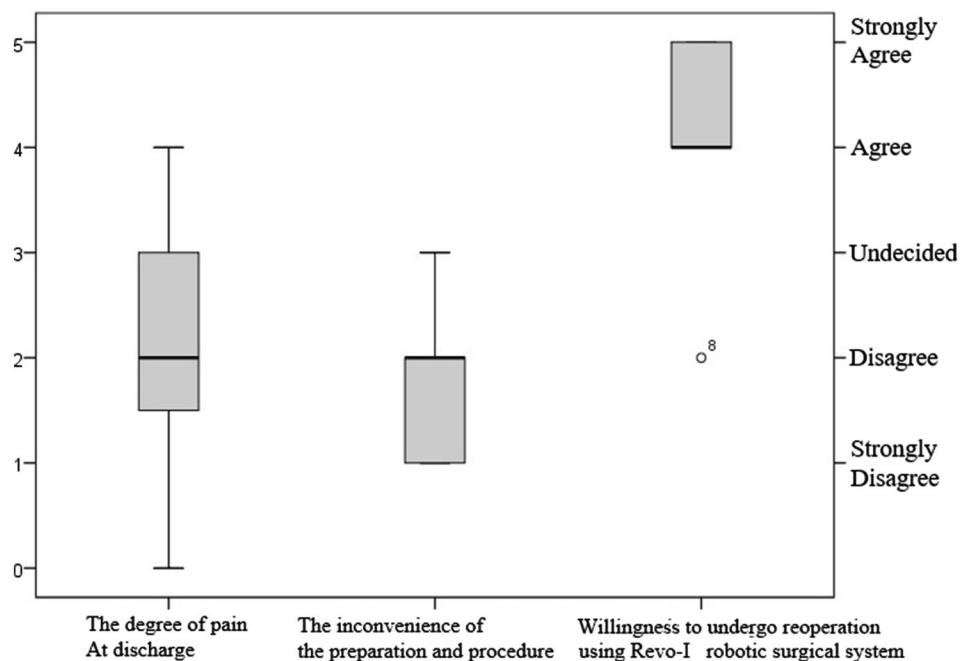 5
4
3
2
1
0
8
Strongly
Agree
Agree
Undecided
Disagree
Strongly
Disagree
The degree of pain
At discharge
The inconvenience of
the preparation and procedure
Willingness to undergo reoperation
using Revo-I robotic surgical system